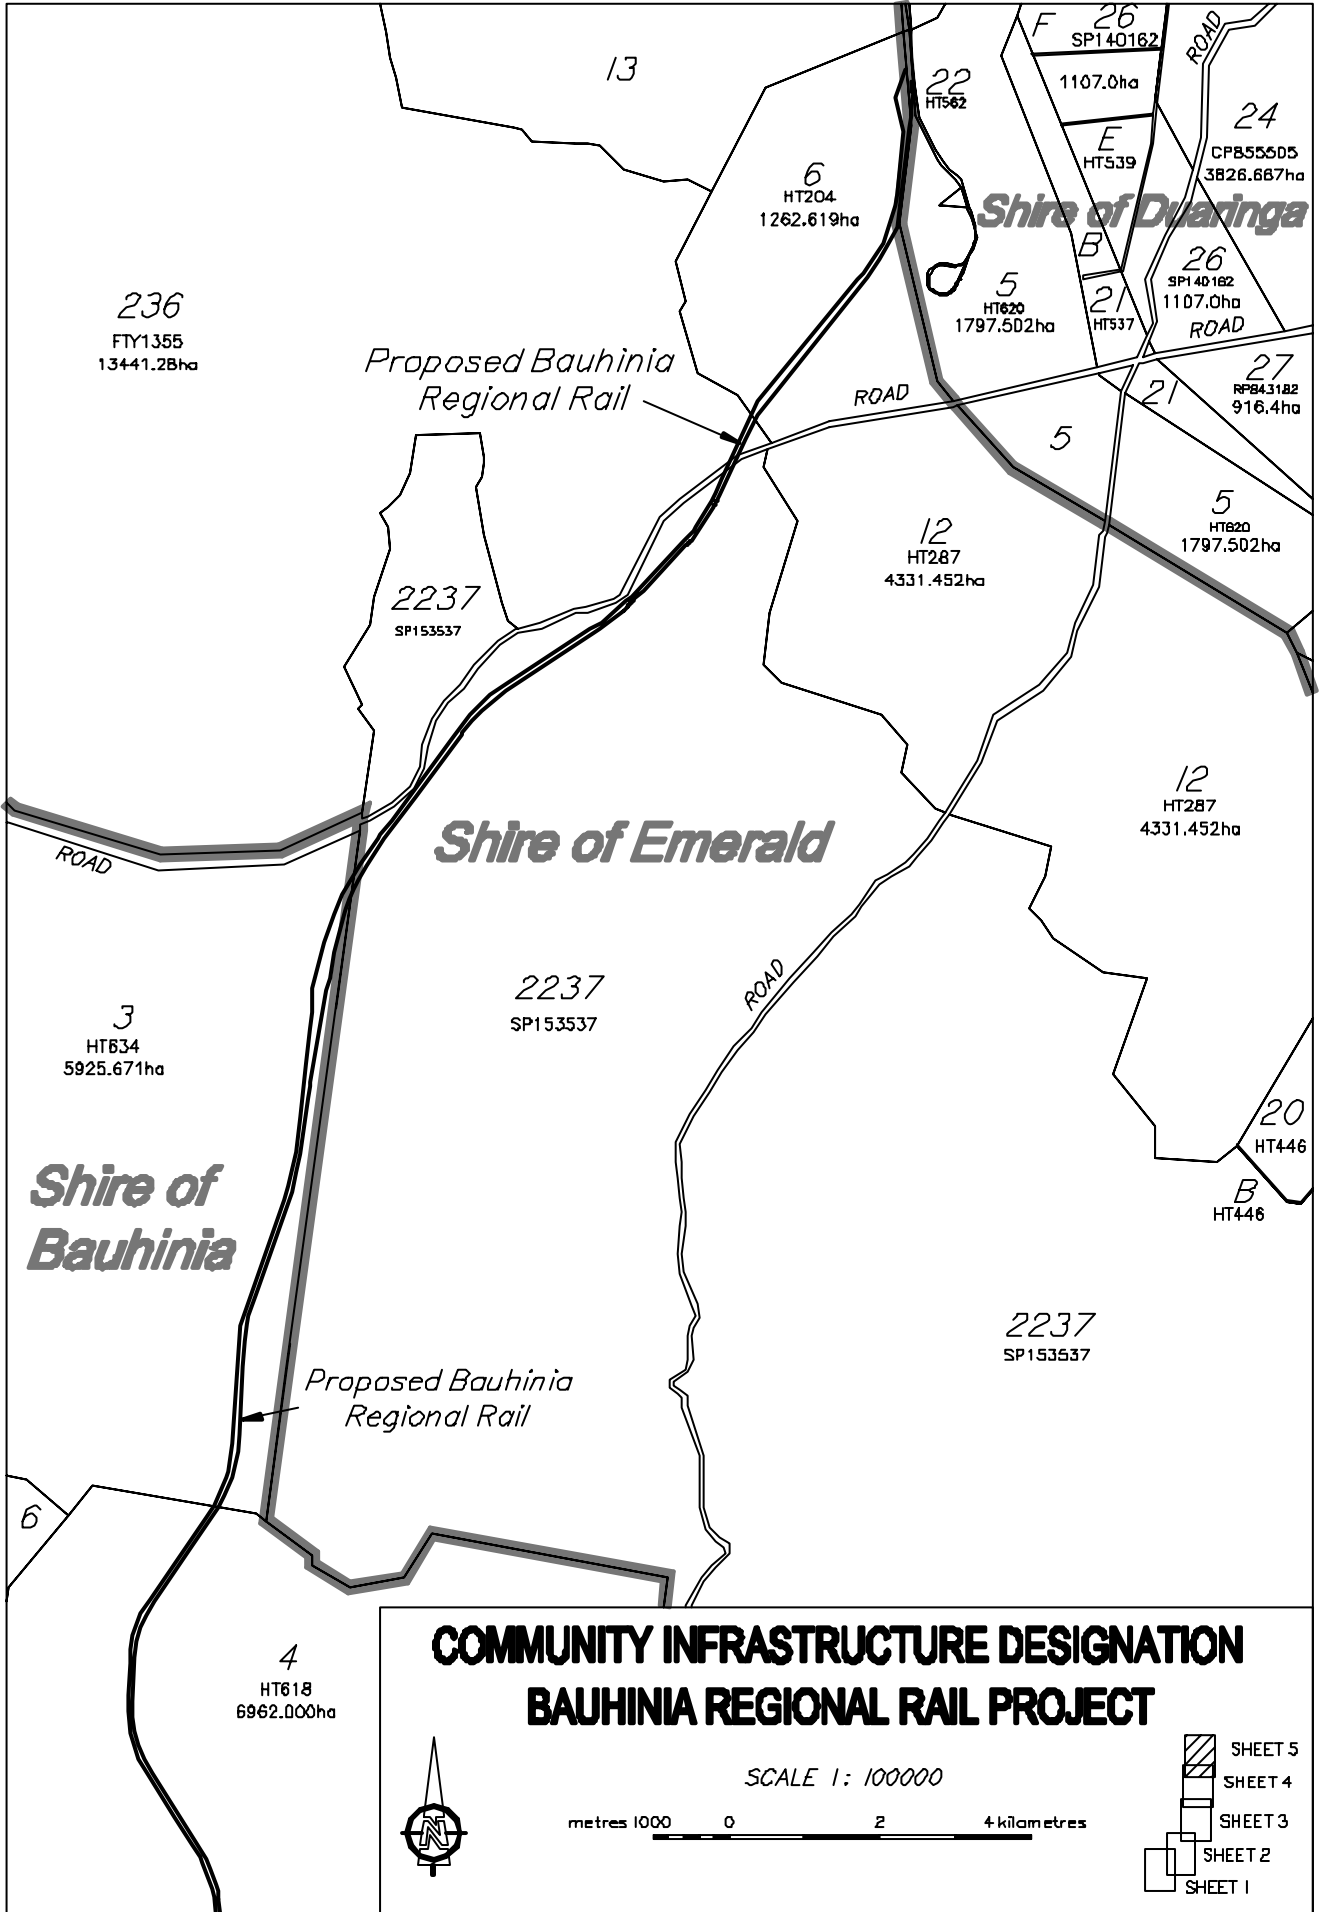 13
F
26
SP140162
1107.0ha
ROAD
22
HT562
E
HT539
24
3826.667ha
6
HT204
1262.619ha
Shire of Duaringa
B
26
SP140162
1107.0ha
21
HT537
5
HT620
1797.502ha
ROAD
236
FTY1355
13441.28ha
Proposed Bauhinia
Regional Rail
ROAD
27
RP843182
916.4ha
21
5
5
HT620
1797.502ha
12
HT287
4331.452ha
2237
SP153537
12
HT287
4331.452ha
Shire of Emerald
ROAD
2237
SP153537
ROAD
3
HT634
5925.671ha
20
HT446
B
HT446
Shire of
Bauhinia
2237
SP153537
Proposed Bauhinia
Regional Rail
6
4
HT618
6962.000ha
COMMUNITY INFRASTRUCTURE DESIGNATION
BAUHINIA REGIONAL RAIL PROJECT
SCALE 1: 100000
N
metres 1000 0 2 4 kilometres
SHEET 5
SHEET 4
SHEET 3
SHEET 2
SHEET 1